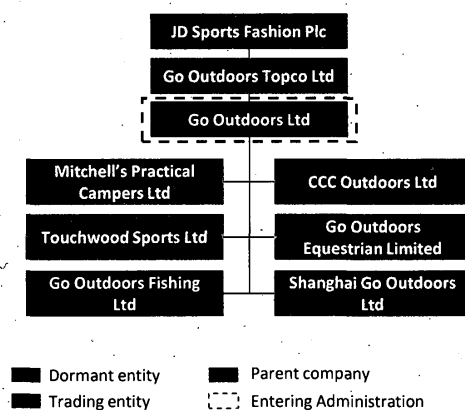 JD Sports Fashion Plc
Go Outdoors Topco Ltd
Go Outdoors Ltd
Mitchell's Practical
Campers Ltd
CCC Outdoors Ltd
Touchwood Sports Ltd
Go Outdoors
Equestrian Limited
Go Outdoors Fishing
Ltd
Shanghai Go Outdoors
Ltd
Dormant entity
Parent company
Trading entity
Entering Administration